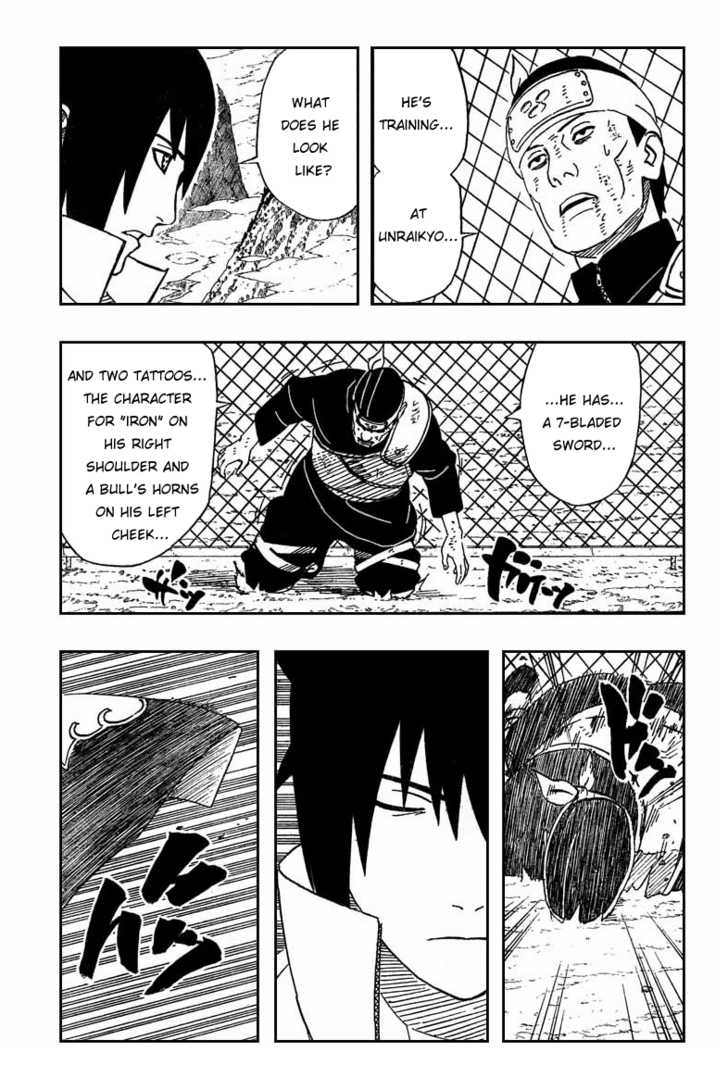 HE'S
TRAINING...
AT
UNRAIKYO...
WHAT
DOES HE
LOOK
LIKE?
...HE HAS...
A 7-BLADED
SWORD...
AND TWO TATTOOS...
THE CHARACTER
FOR "IRON" ON
HIS RIGHT
SHOULDER AND
A BULL'S HORNS
ON HIS LEFT
CHEEK...